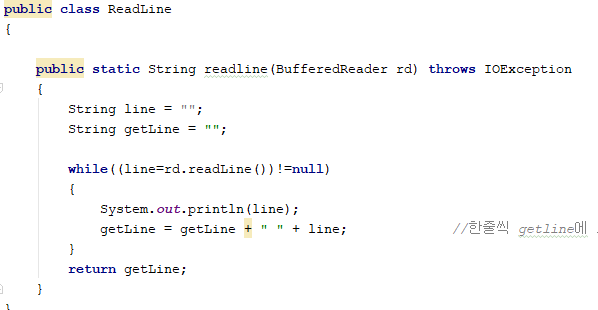 public class ReadLine
{
public static String readline(BufferedReader rd) throws IOException
{
String line = "";
String getLine = "";
while((line=rd.readLine())!=null)
{
System.out.println(line);
getLine = getLine + " " + line; //한줄씩 getline에
}
return getLine;
}
}